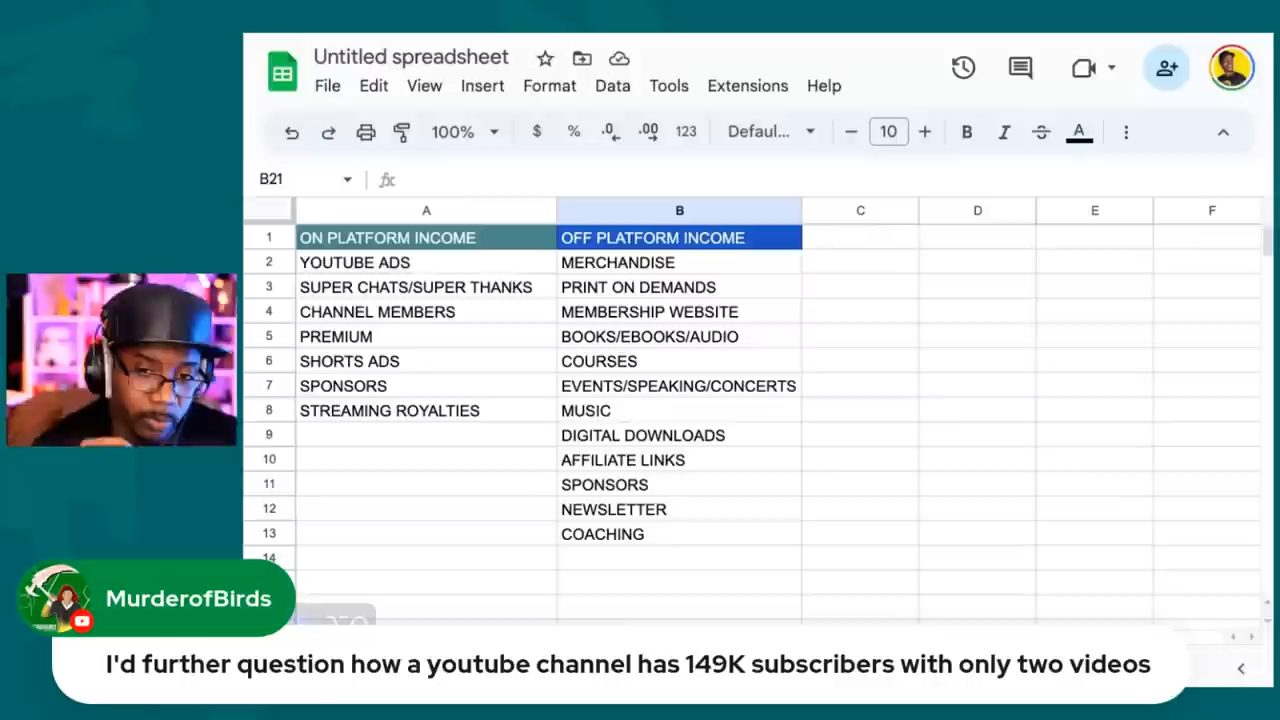 Untitled spreadsheet
File Edit View Insert Format Data Tools Extensions Help
100% $ % .0 .00 123 Defaul... − 10 + B I S A
B21 fx
A B C D E F
1 ON PLATFORM INCOME OFF PLATFORM INCOME
2 YOUTUBE ADS MERCHANDISE
3 SUPER CHATS/SUPER THANKS PRINT ON DEMANDS
4 CHANNEL MEMBERS MEMBERSHIP WEBSITE
5 PREMIUM BOOKS/EBOOKS/AUDIO
6 SHORTS ADS COURSES
7 SPONSORS EVENTS/SPEAKING/CONCERTS
8 STREAMING ROYALTIES MUSIC
9 DIGITAL DOWNLOADS
10 AFFILIATE LINKS
11 SPONSORS
12 NEWSLETTER
13 COACHING
14
MurderofBirds
I'd further question how a youtube channel has 149K subscribers with only two videos